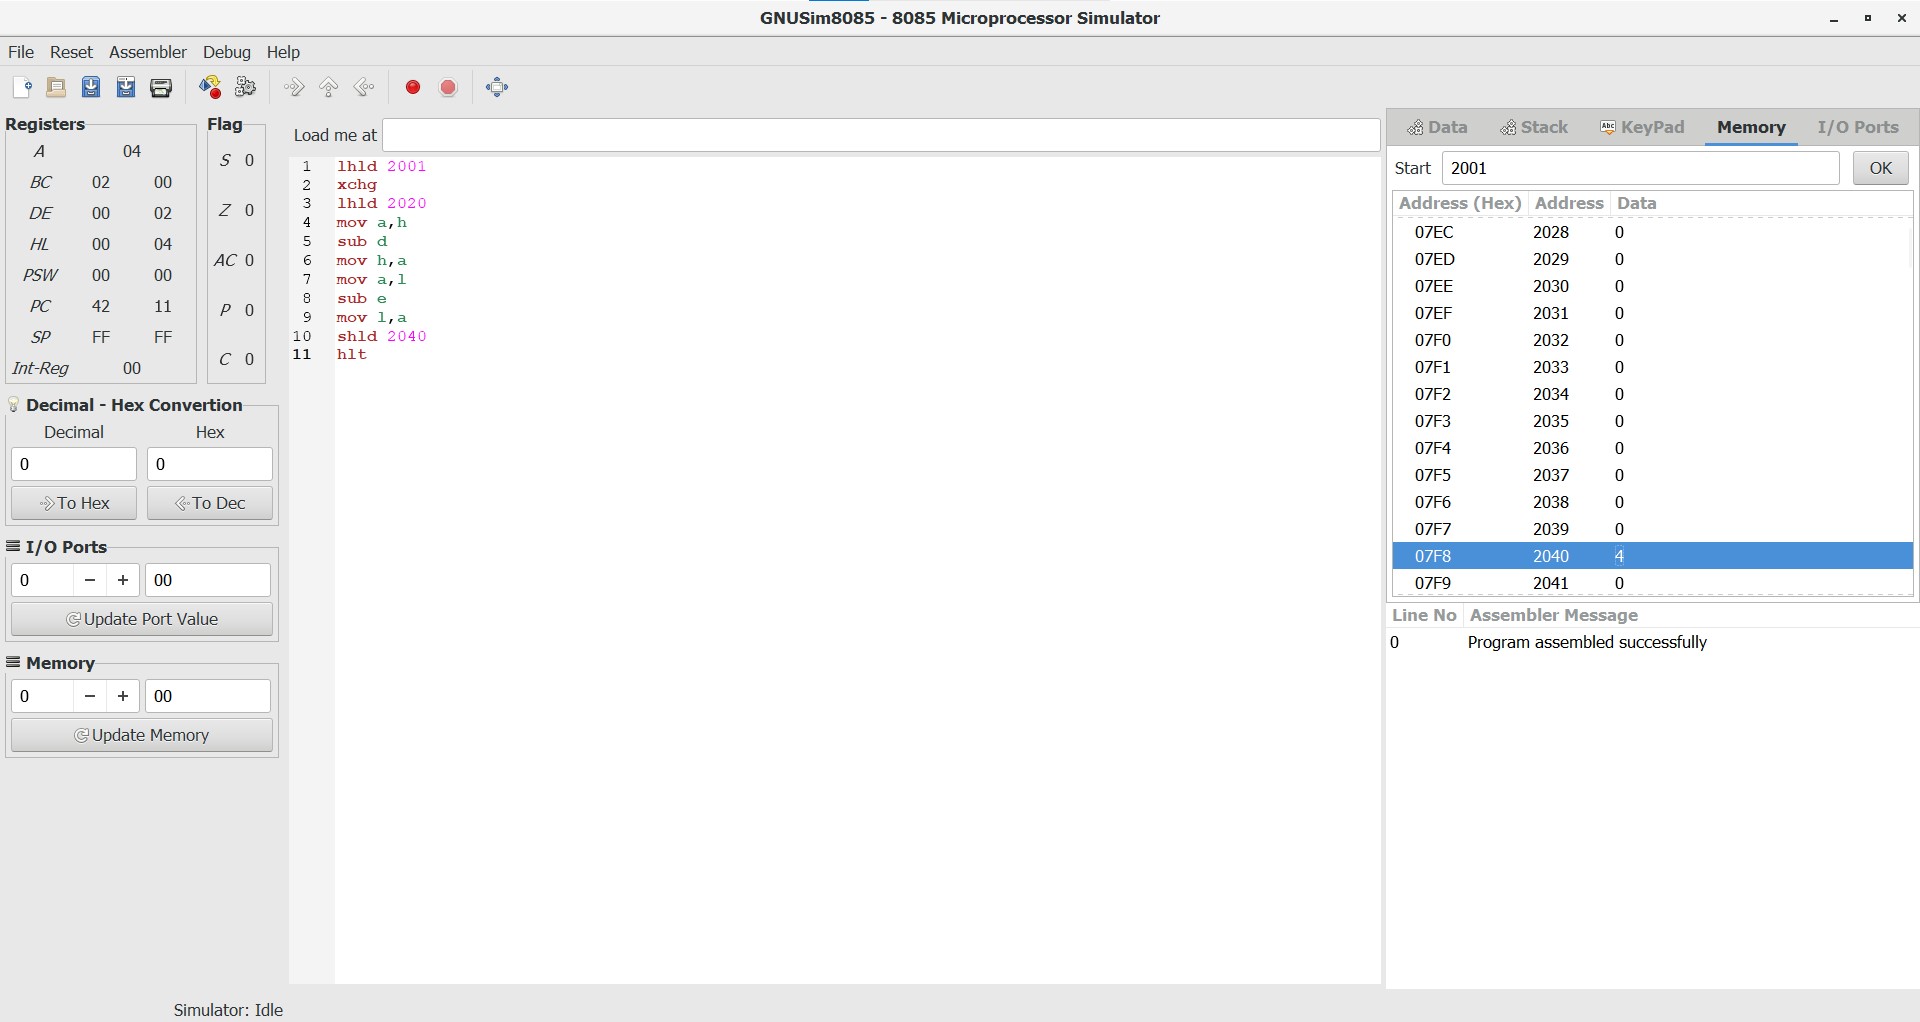 GNUSim8085 - 8085 Microprocessor Simulator
File Reset Assembler Debug Help
Registers
A 04
BC 02 00
DE 00 02
HL 00 04
PSW 00 00
PC 42 11
SP FF FF
Int-Reg 00
Flag
S 0
Z 0
AC 0
P 0
C 0
Decimal - Hex Convertion
Decimal Hex
0 0
To Hex To Dec
I/O Ports
0 - + 00
Update Port Value
Memory
0 - + 00
Update Memory
Load me at
1 lhld 2001
2 xchg
3 lhld 2020
4 mov a,h
5 sub d
6 mov h,a
7 mov a,l
8 sub e
9 mov l,a
10 shld 2040
11 hlt
Data Stack Abc KeyPad Memory I/O Ports
Start 2001 OK
Address (Hex) Address Data
07EC 2028 0
07ED 2029 0
07EE 2030 0
07EF 2031 0
07F0 2032 0
07F1 2033 0
07F2 2034 0
07F3 2035 0
07F4 2036 0
07F5 2037 0
07F6 2038 0
07F7 2039 0
07F8 2040 4
07F9 2041 0
Line No Assembler Message
0 Program assembled successfully
Simulator: Idle